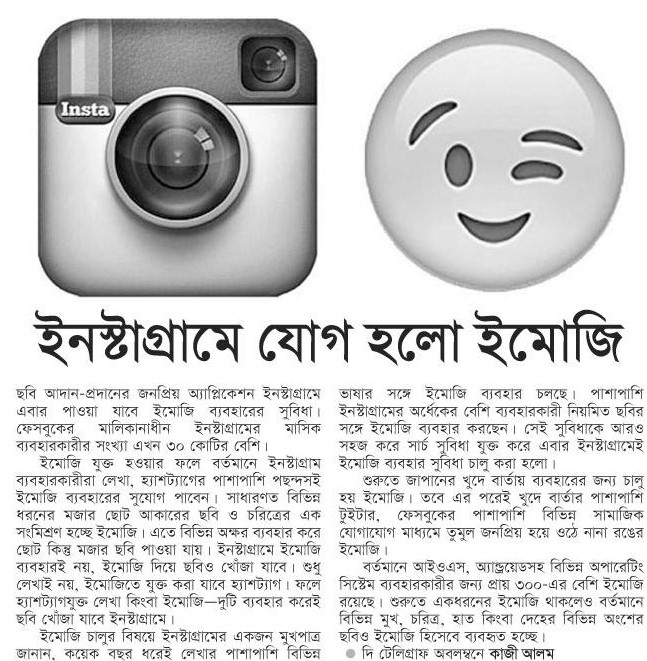 Insta
ইনস্টাগ্রামে যোগ হলো ইমোজি
ছবি আদান-প্রদানের জনপ্রিয় অ্যাপ্লিকেশন ইনস্টাগ্রামে
এবার পাওয়া যাবে ইমোজি ব্যবহারের সুবিধা।
ফেসবুকের মালিকানাধীন ইনস্টাগ্রামের মাসিক
ব্যবহারকারীর সংখ্যা এখন ৩০ কোটির বেশি।
ইমোজি যুক্ত হওয়ার ফলে বর্তমানে ইনস্টাগ্রাম
ব্যবহারকারীরা লেখা, হ্যাশট্যাগের পাশাপাশি পছন্দসই
ইমোজি ব্যবহারের সুযোগ পাবেন। সাধারণত বিভিন্ন
ধরনের মজার ছোট আকারের ছবি ও চরিত্রের এক
সংমিশ্রণ হচ্ছে ইমোজি। এতে বিভিন্ন অক্ষর ব্যবহার করে
ছোট কিন্তু মজার ছবি পাওয়া যায়। ইনস্টাগ্রামে ইমোজি
ব্যবহারই নয়, ইমোজি দিয়ে ছবিও খোঁজা যাবে। শুধু
লেখাই নয়, ইমোজিতে যুক্ত করা যাবে হ্যাশট্যাগ। ফলে
হ্যাশট্যাগযুক্ত লেখা কিংবা ইমোজি—দুটি ব্যবহার করেই
ছবি খোঁজা যাবে ইনস্টাগ্রামে।
ইমোজি চালুর বিষয়ে ইনস্টাগ্রামের একজন মুখপাত্র
জানান, কয়েক বছর ধরেই লেখার পাশাপাশি বিভিন্ন
ভাষার সঙ্গে ইমোজি ব্যবহার চলছে। পাশাপাশি
ইনস্টাগ্রামের অর্ধেকের বেশি ব্যবহারকারী নিয়মিত ছবির
সঙ্গে ইমোজি ব্যবহার করছেন। সেই সুবিধাকে আরও
সহজ করে সার্চ সুবিধা যুক্ত করে এবার ইনস্টাগ্রামেই
ইমোজি ব্যবহার সুবিধা চালু করা হলো।
শুরুতে জাপানের খুদে বার্তায় ব্যবহারের জন্য চালু
হয় ইমোজি। তবে এর পরেই খুদে বার্তার পাশাপাশি
টুইটার, ফেসবুকের পাশাপাশি বিভিন্ন সামাজিক
যোগাযোগ মাধ্যমে তুমুল জনপ্রিয় হয়ে ওঠে নানা রঙের
ইমোজি।
বর্তমানে আইওএস, অ্যান্ড্রয়েডসহ বিভিন্ন অপারেটিং
সিস্টেম ব্যবহারকারীর জন্য প্রায় ৩০০-এর বেশি ইমোজি
রয়েছে। শুরুতে একধরনের ইমোজি থাকলেও বর্তমানে
বিভিন্ন মুখ, চরিত্র, হাত কিংবা দেহের বিভিন্ন অংশের
ছবিও ইমোজি হিসেবে ব্যবহৃত হচ্ছে।
● দি টেলিগ্রাফ অবলম্বনে কাজী আলম